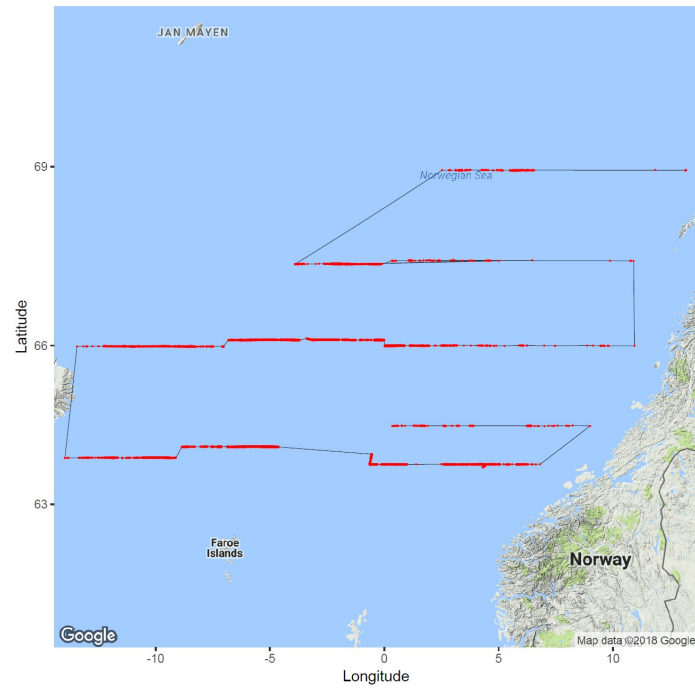 JAN MAYEN
69
Norwegian Sea
Latitude
66
63
Faroe
Islands
Norway
Google
Map data ©2018 Google
-10
-5
0
5
10
Longitude